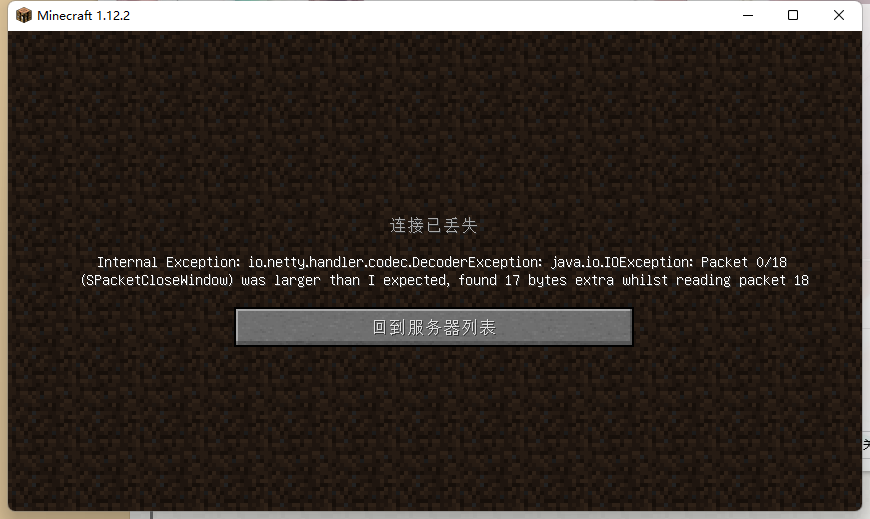 Minecraft 1.12.2
连接已丢失
Internal Exception: io.netty.handler.codec.DecoderException: java.io.IOException: Packet 0/18
(SPacketCloseWindow) was larger than I expected, found 17 bytes extra whilst reading packet 18
回到服务器列表